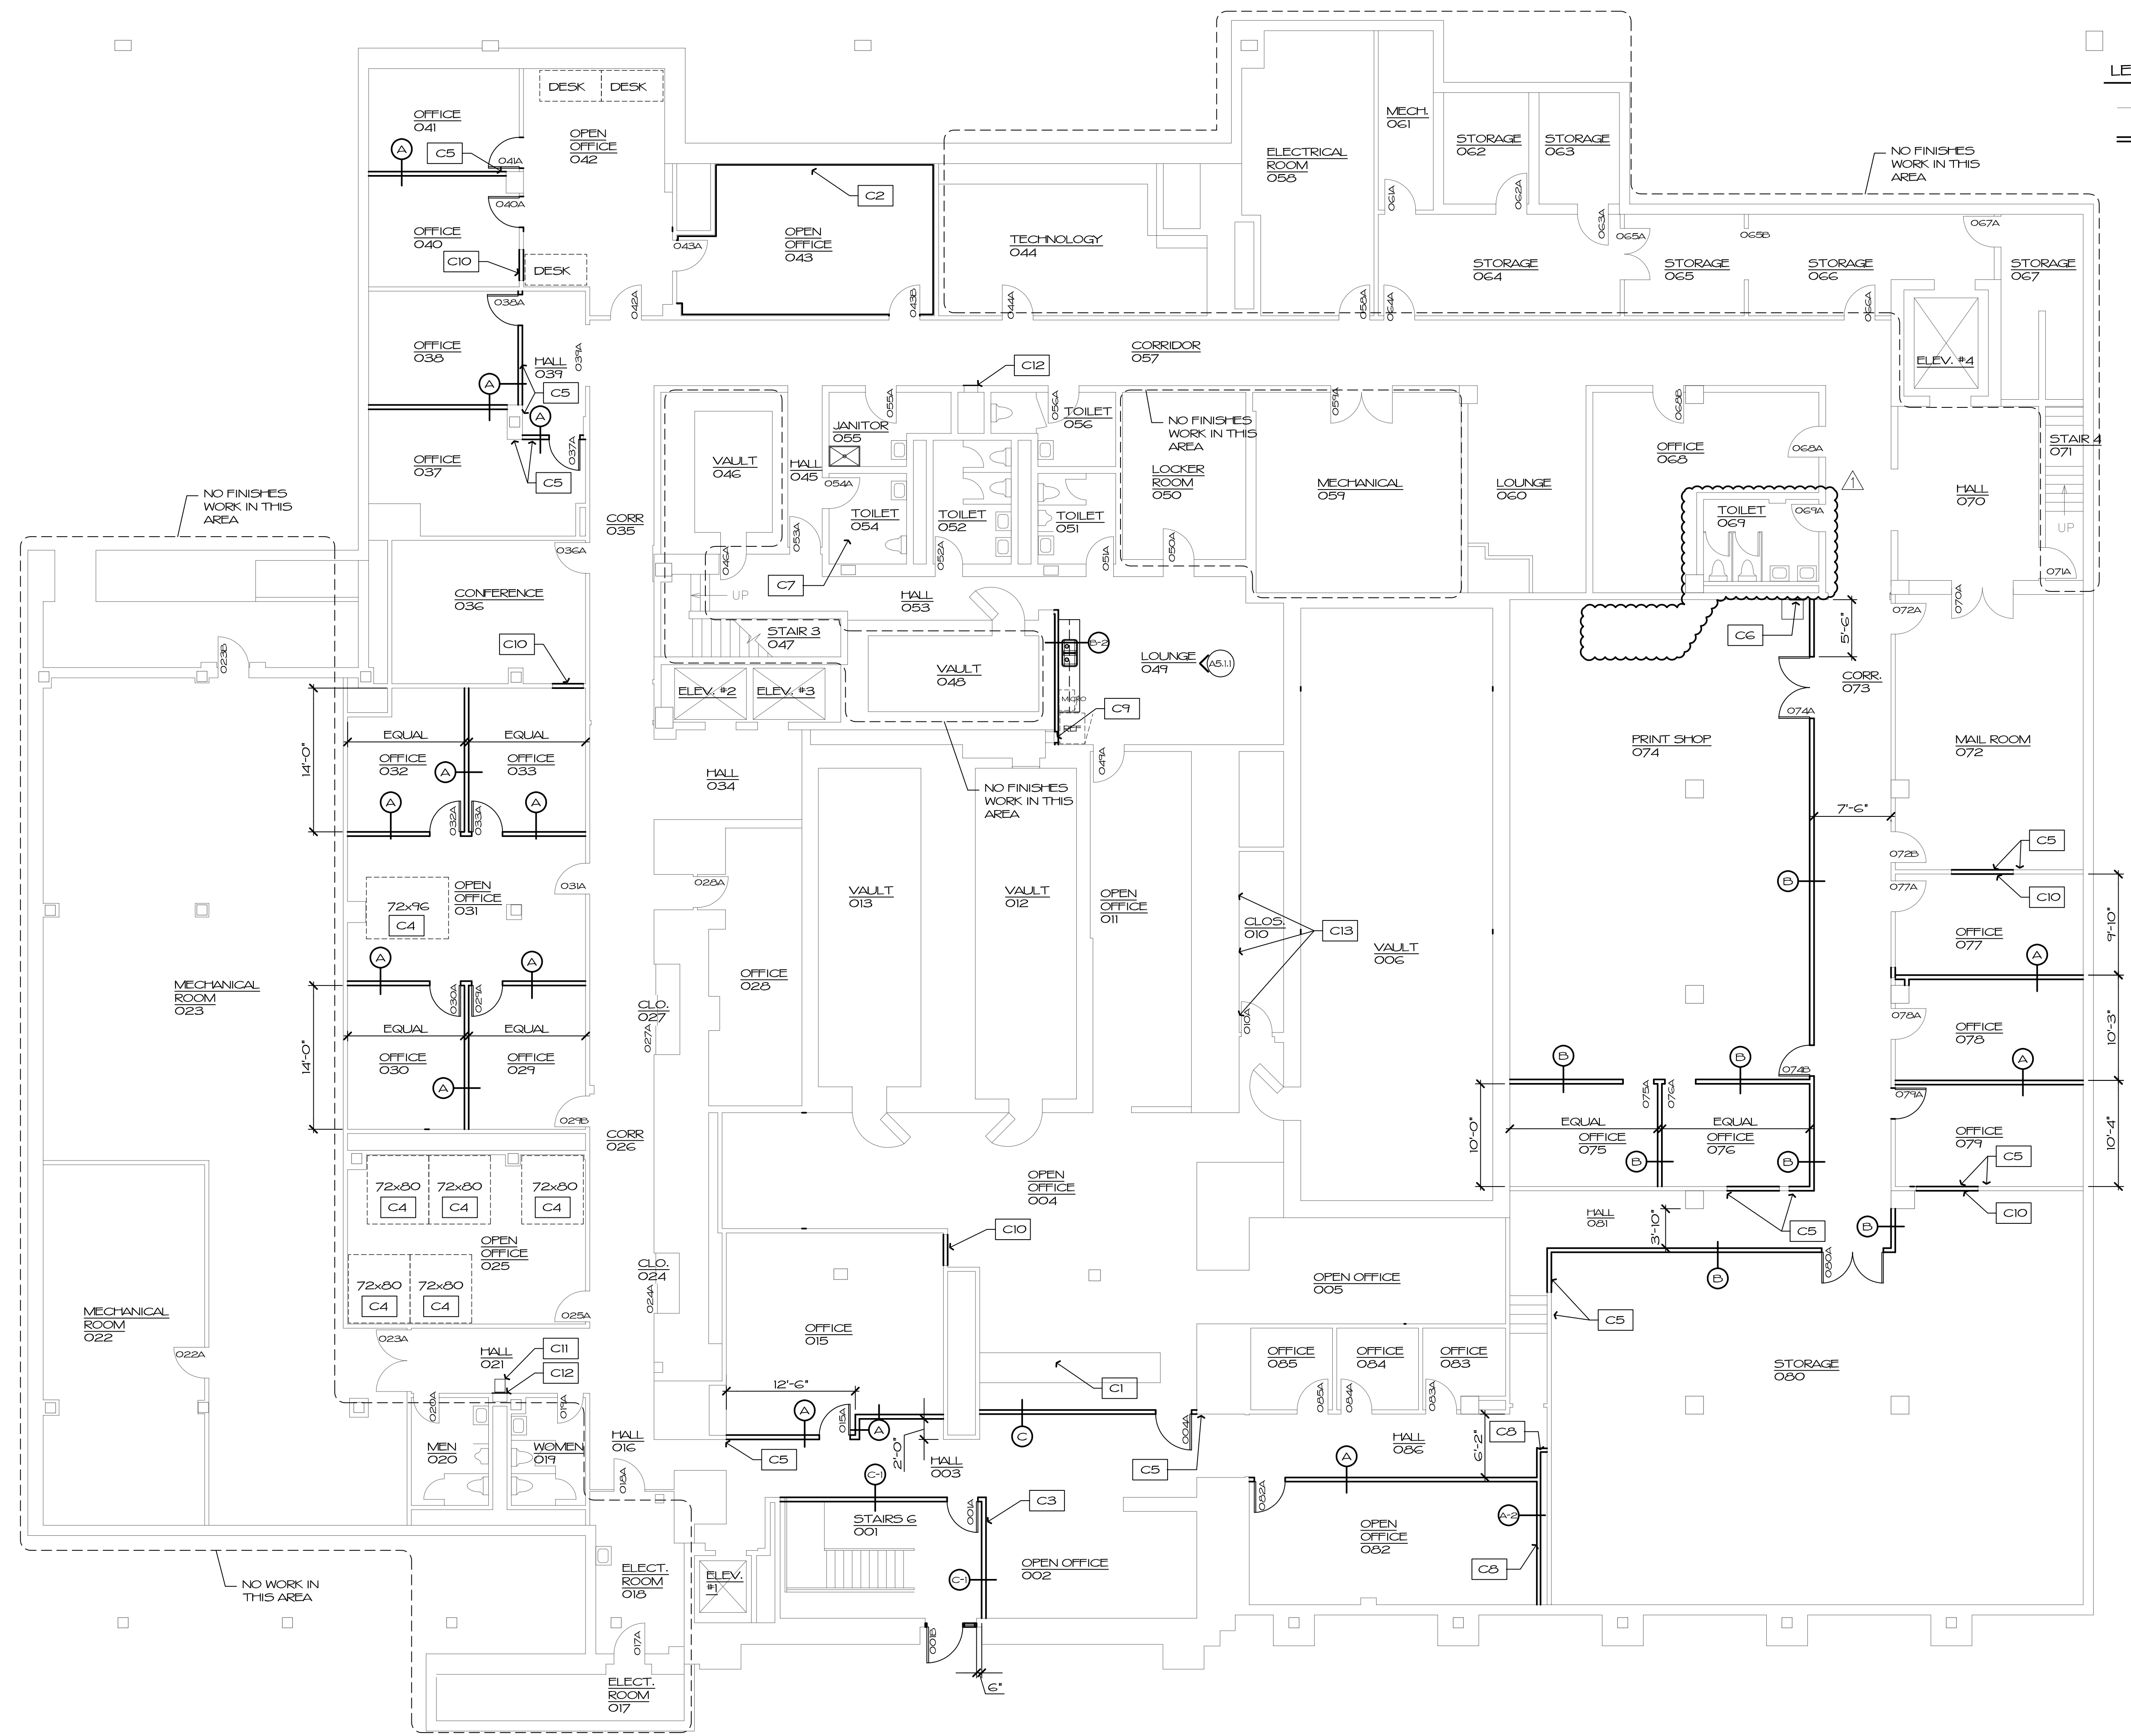 LE
OFFICE
041
A
C5
041A
DESK
DESK
OPEN
OFFICE
042
040A
OFFICE
040
C10
DESK
038A
OFFICE
038
HALL
039
039A
A
C5
A
037A
OFFICE
037
C5
042A
043A
C2
OPEN
OFFICE
043
043B
TECHNOLOGY
044
044A
ELECTRICAL
ROOM
058
058A
MECH.
061
061A
STORAGE
062
062A
STORAGE
063
063A
STORAGE
064
064A
065A
STORAGE
065
065B
STORAGE
066
066A
067A
STORAGE
067
NO FINISHES
WORK IN THIS
AREA
ELEV. #4
CORRIDOR
057
C12
NO FINISHES
WORK IN THIS
AREA
VAULT
046
046A
HALL
045
053A
JANITOR
055
055A
054A
TOILET
054
C7
TOILET
052
052A
TOILET
056
056A
TOILET
051
051A
NO FINISHES
WORK IN THIS
AREA
LOCKER
ROOM
050
050A
059A
MECHANICAL
059
LOUNGE
060
OFFICE
068
068B
068A
1
TOILET
069
069A
HALL
070
STAIR 4
071
UP
071A
070A
CORR
035
036A
CONFERENCE
036
C10
UP
STAIR 3
047
HALL
053
VAULT
048
ELEV. #2
ELEV. #3
B-2
LOUNGE
049
A5.1.1
MICRO
REF
C9
C6
5'-6"
072A
CORR.
073
074A
PRINT SHOP
074
MAIL ROOM
072
7'-6"
072B
C5
C10
077A
OFFICE
077
9'-10"
A
023B
14'-0"
EQUAL
EQUAL
OFFICE
032
A
OFFICE
033
A
A
032A
033A
HALL
034
NO FINISHES
WORK IN THIS
AREA
049A
031A
OPEN
OFFICE
031
72x96
C4
028A
VAULT
013
VAULT
012
OPEN
OFFICE
011
CLOS.
010
C13
VAULT
006
010A
B
MECHANICAL
ROOM
023
A
A
030A
029A
14'-0"
EQUAL
EQUAL
OFFICE
030
OFFICE
029
A
029B
OFFICE
028
CLO.
027
027A
CORR
026
B
B
074B
075A
076A
10'-0"
EQUAL
EQUAL
OFFICE
075
OFFICE
076
B
B
C5
078A
OFFICE
078
10'-3"
A
079A
OFFICE
079
10'-4"
C5
C10
72x80
C4
72x80
C4
72x80
C4
OPEN
OFFICE
025
72x80
C4
72x80
C4
025A
CLO.
024
024A
OPEN
OFFICE
004
C10
OPEN OFFICE
005
HALL
081
3'-10"
B
B
080A
C5
STORAGE
080
MECHANICAL
ROOM
022
022A
023A
HALL
021
C11
C12
020A
019A
MEN
020
WOMEN
019
HALL
016
018A
OFFICE
015
12'-6"
A
015A
A
C5
2'-0"
HALL
003
C1
C
004A
C5
OFFICE
085
OFFICE
084
OFFICE
083
085A
084A
083A
HALL
086
6'-2"
C8
A
082A
A-2
OPEN
OFFICE
082
C8
C-1
001A
C3
STAIRS 6
001
C-1
OPEN OFFICE
002
001B
6"
NO WORK IN
THIS AREA
ELECT.
ROOM
018
ELEV.
#1
017A
ELECT.
ROOM
017